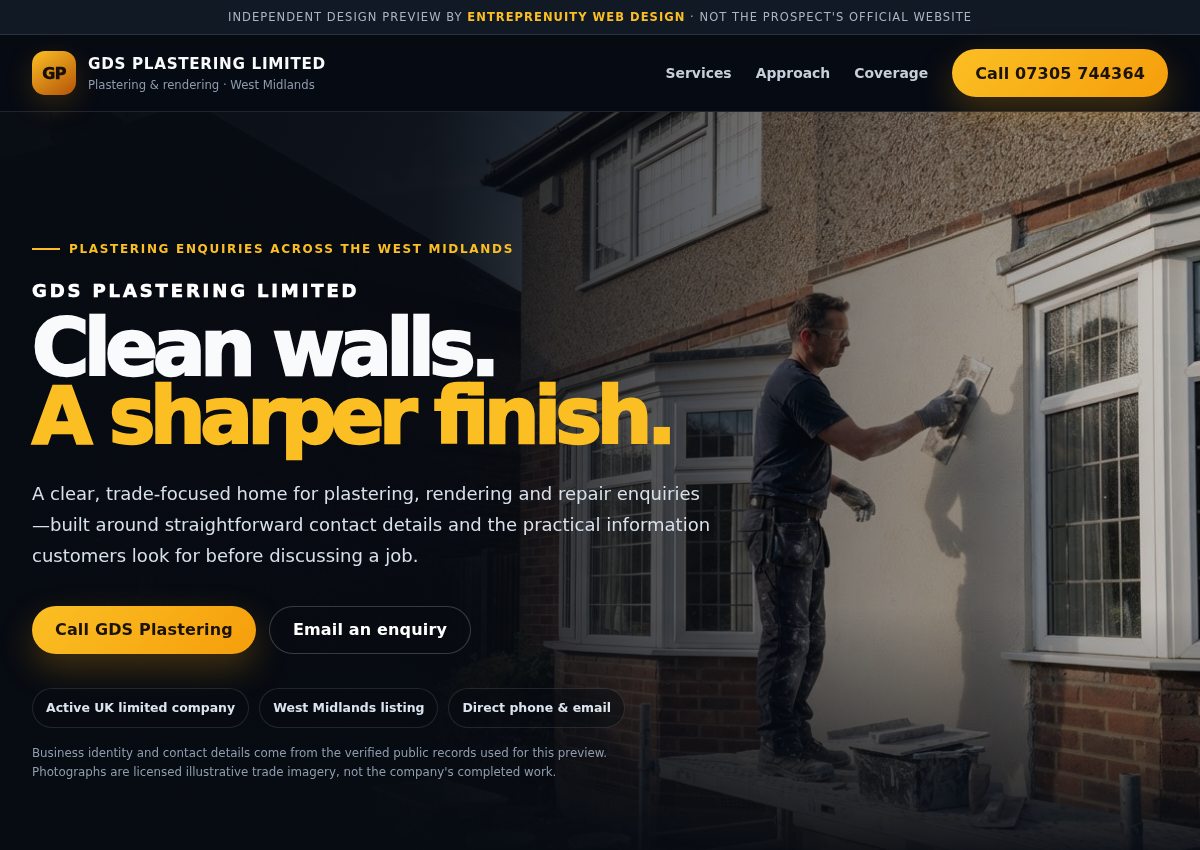 INDEPENDENT DESIGN PREVIEW BY ENTREPRENUITY WEB DESIGN · NOT THE PROSPECT'S OFFICIAL WEBSITE
GP
GDS PLASTERING LIMITED
Plastering & rendering · West Midlands
Services
Approach
Coverage
Call 07305 744364
PLASTERING ENQUIRIES ACROSS THE WEST MIDLANDS
GDS PLASTERING LIMITED
Clean walls.
A sharper finish.
A clear, trade-focused home for plastering, rendering and repair enquiries
—built around straightforward contact details and the practical information
customers look for before discussing a job.
Call GDS Plastering
Email an enquiry
Active UK limited company
West Midlands listing
Direct phone & email
Business identity and contact details come from the verified public records used for this preview.
Photographs are licensed illustrative trade imagery, not the company's completed work.